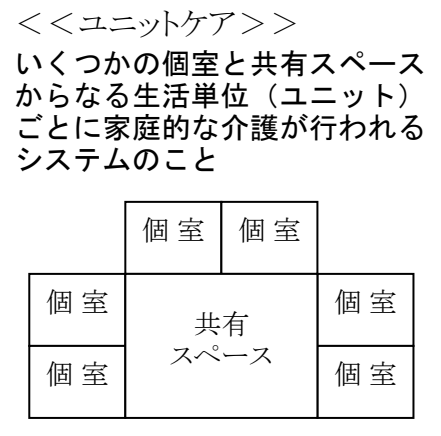 ＜＜ユニットケア＞＞
いくつかの個室と共有スペース
からなる生活単位（ユニット）
ごとに家庭的な介護が行われる
システムのこと
個 室
個 室
個 室
共有
スペース
個 室
個 室
個 室